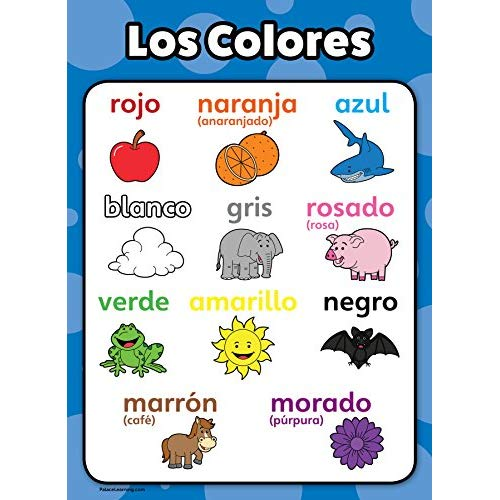 Los Colores
rojo naranja azul
(anaranjado)
blanco gris rosado
(rosa)
verde amarillo negro
marrón morado
(café) (púrpura)
PalaceLearning.com